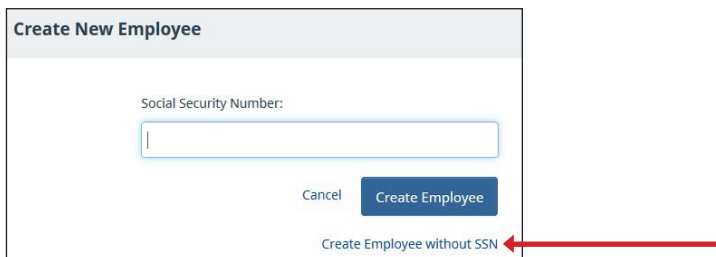 Create New Employee
Social Security Number:
Cancel
Create Employee
Create Employee without SSN